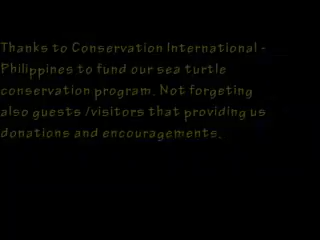 Thanks to Conservation International -
Philippines to fund our sea turtle
conservation program. Not forgeting
also guests /visitors that providing us
donations and encouragements.